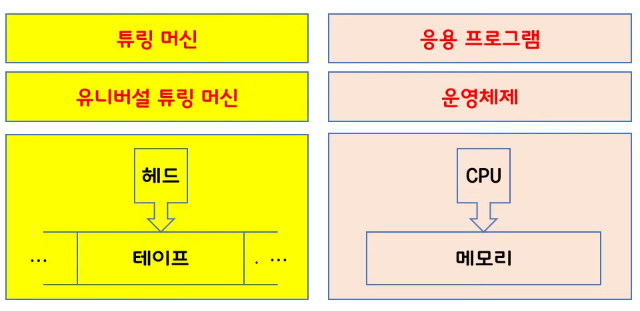 튜링 머신
응용 프로그램
유니버설 튜링 머신
운영체제
헤드
CPU
... 테이프 . ...
메모리